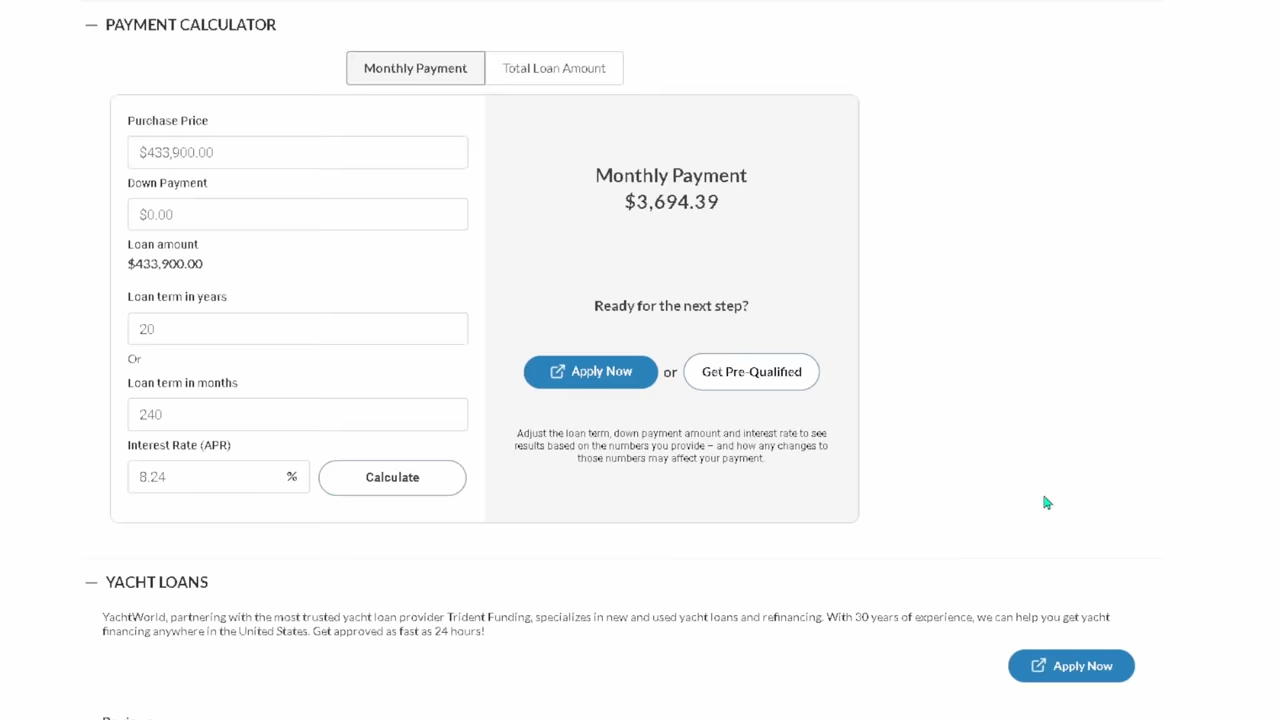 PAYMENT CALCULATOR
Monthly Payment
Total Loan Amount
Purchase Price
$433,900.00
Down Payment
$0.00
Loan amount
$433,900.00
Loan term in years
20
Or
Loan term in months
240
Interest Rate (APR)
8.24 %
Calculate
Monthly Payment
$3,694.39
Ready for the next step?
Apply Now or Get Pre-Qualified
Adjust the loan term, down payment amount and interest rate to see
results based on the numbers you provide – and how any changes to
those numbers may affect your payment.
YACHT LOANS
YachtWorld, partnering with the most trusted yacht loan provider Trident Funding, specializes in new and used yacht loans and refinancing. With 30 years of experience, we can help you get yacht
financing anywhere in the United States. Get approved as fast as 24 hours!
Apply Now